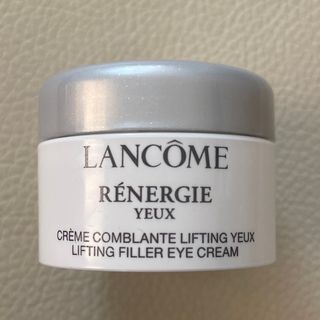 LANCÔME
RÉNERGIE
YEUX
CRÈME COMBLANTE LIFTING YEUX
LIFTING FILLER EYE CREAM